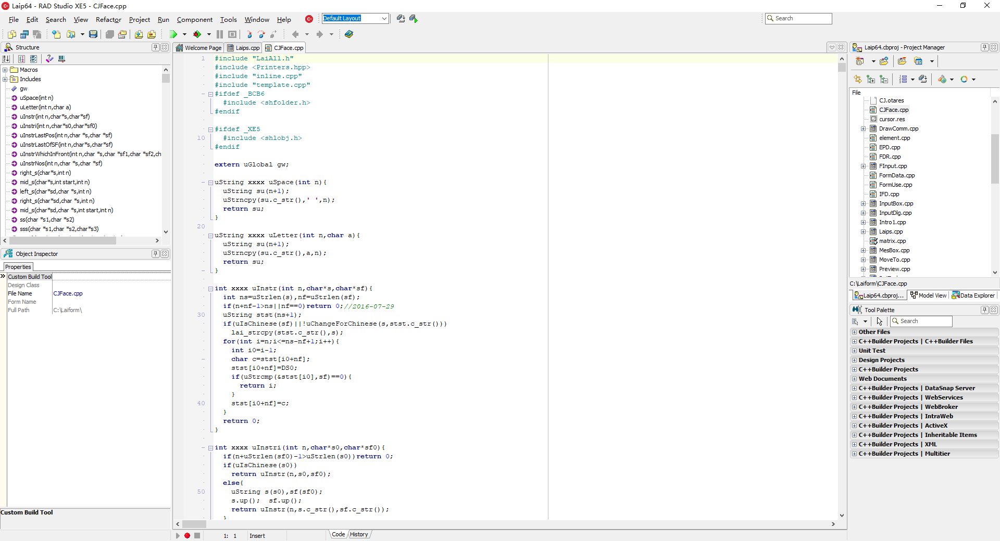 Laip64 - RAD Studio XE5 - CJFace.cpp
File Edit Search View Refactor Project Run Component Tools Window Help
Default Layout
Search
Structure
Macros
Includes
gw
uSpace(int n)
uLetter(int n,char a)
uInstr(int n,char*s,char*sf)
uInstri(int n,char*s0,char*sf0)
uInstrLastPos(int n,char *s,char *sf)
uInstrLastOfSF(int n,char*s,char*sf)
uInstrWhichInFront(int n,char *s,char *sf1,char *sf2,ch
uInstrNos(int n,char *s,char *sf)
right_s(char*s,int n)
mid_s(char*s,int start,int n)
left_s(char*sd,char *s,int n)
right_s(char*sd,char *s,int n)
mid_s(char*sd,char *s,int start,int n)
ss(char *s1,char *s2)
sss(char *s1,char *s2,char*s3)
Object Inspector
Properties
Custom Build Tool
Design Class
File Name CJFace.cpp
Form Name
Full Path C:\Laiform\
Custom Build Tool
Welcome Page Laips.cpp CJFace.cpp
1 #include "LaiAll.h"
#include <Printers.hpp>
#include "inline.cpp"
#include "template.cpp"
#ifdef _BCB6
#include <shfolder.h>
#endif
#ifdef _XE5
10 #include <shlobj.h>
#endif
extern uGlobal gw;
uString xxxx uSpace(int n){
uString su(n+1);
uStrncpy(su.c_str(),' ',n);
return su;
}
20
uString xxxx uLetter(int n,char a){
uString su(n+1);
uStrncpy(su.c_str(),a,n);
return su;
}
int xxxx uInstr(int n,char*s,char*sf){
int ns=uStrlen(s),nf=uStrlen(sf);
if(n+nf-1>ns||nf==0)return 0;//2016-07-29
30 uString stst(ns+1);
if(uIsChinese(sf)||!uChangeForChinese(s,stst.c_str()))
lai_strcpy(stst.c_str(),s);
for(int i=n;i<=ns-nf+1;i++){
int i0=i-1;
char c=stst[i0+nf];
stst[i0+nf]=DS0;
if(uStrcmp(&stst[i0],sf)==0){
return i;
}
40 stst[i0+nf]=c;
}
return 0;
}
int xxxx uInstri(int n,char*s0,char*sf0){
if(n+uStrlen(sf0)-1>uStrlen(s0))return 0;
if(uIsChinese(s0))
return uInstr(n,s0,sf0);
else{
50 uString s(s0),sf(sf0);
s.up(); sf.up();
return uInstr(n,s.c_str(),sf.c_str());
}
1: 1 Insert
Code History
Laip64.cbproj - Project Manager
File
CJ.otares
CJFace.cpp
cursor.res
DrawComm.cpp
element.cpp
EPD.cpp
FDR.cpp
FInput.cpp
FormData.cpp
FormUse.cpp
IFD.cpp
InputBox.cpp
InputDlg.cpp
Intro1.cpp
Laips.cpp
matrix.cpp
MesBox.cpp
MoveTo.cpp
Preview.cpp
C:\Laiform\CJFace.cpp
Laip64.cbproj... Model View Data Explorer
Tool Palette
Search
Other Files
C++Builder Projects | C++Builder Files
Unit Test
Design Projects
C++Builder Projects
Web Documents
C++Builder Projects | DataSnap Server
C++Builder Projects | WebServices
C++Builder Projects | WebBroker
C++Builder Projects | IntraWeb
C++Builder Projects | ActiveX
C++Builder Projects | Inheritable Items
C++Builder Projects | XML
C++Builder Projects | Multitier